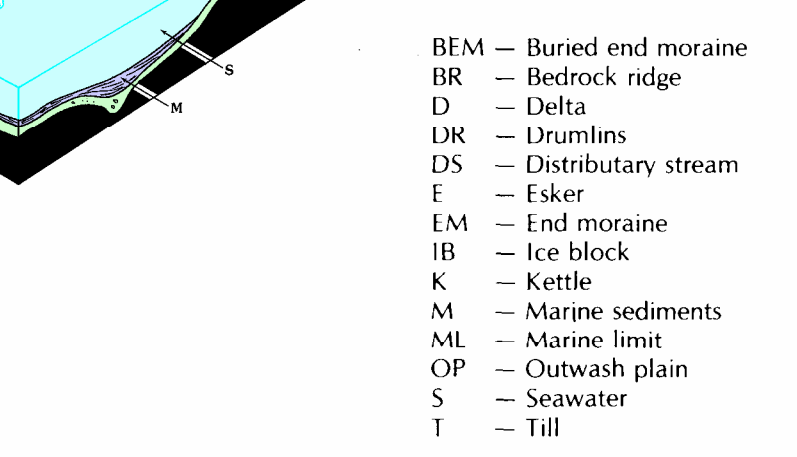 S
M
BEM — Buried end moraine
BR — Bedrock ridge
D — Delta
DR — Drumlins
DS — Distributary stream
E — Esker
EM — End moraine
IB — Ice block
K — Kettle
M — Marine sediments
ML — Marine limit
OP — Outwash plain
S — Seawater
T — Till